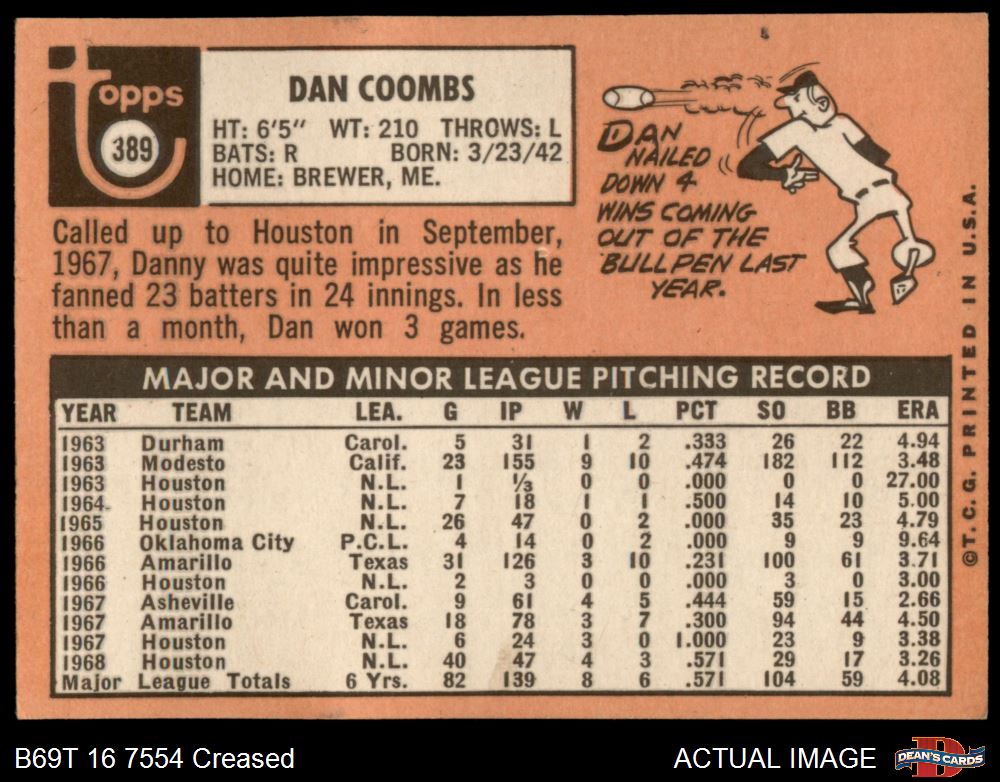 topps
389
DAN COOMBS
HT: 6'5" WT: 210 THROWS: L
BATS: R BORN: 3/23/42
HOME: BREWER, ME.
DAN
NAILED
DOWN 4
WINS COMING
OUT OF THE
BULLPEN LAST
YEAR.
Called up to Houston in September,
1967, Danny was quite impressive as he
fanned 23 batters in 24 innings. In less
than a month, Dan won 3 games.
MAJOR AND MINOR LEAGUE PITCHING RECORD
YEAR TEAM LEA. G IP W L PCT SO BB ERA
1963 Durham Carol. 5 31 1 2 .333 26 22 4.94
1963 Modesto Calif. 23 155 9 10 .474 182 112 3.48
1963 Houston N.L. 1 1/3 0 0 .000 0 0 27.00
1964 Houston N.L. 7 18 1 1 .500 14 10 5.00
1965 Houston N.L. 26 47 0 2 .000 35 23 4.79
1966 Oklahoma City P.C.L. 4 14 0 2 .000 9 9 9.64
1966 Amarillo Texas 31 126 3 10 .231 100 61 3.71
1966 Houston N.L. 2 3 0 0 .000 3 0 3.00
1967 Asheville Carol. 9 61 4 5 .444 59 15 2.66
1967 Amarillo Texas 18 78 3 7 .300 94 44 4.50
1967 Houston N.L. 6 24 3 0 1.000 23 9 3.38
1968 Houston N.L. 40 47 4 3 .571 29 17 3.26
Major League Totals 6 Yrs. 82 139 8 6 .571 104 59 4.08
©T.C.G. PRINTED IN U.S.A.
B69T 16 7554 Creased
ACTUAL IMAGE
D
DEAN'S CARDS